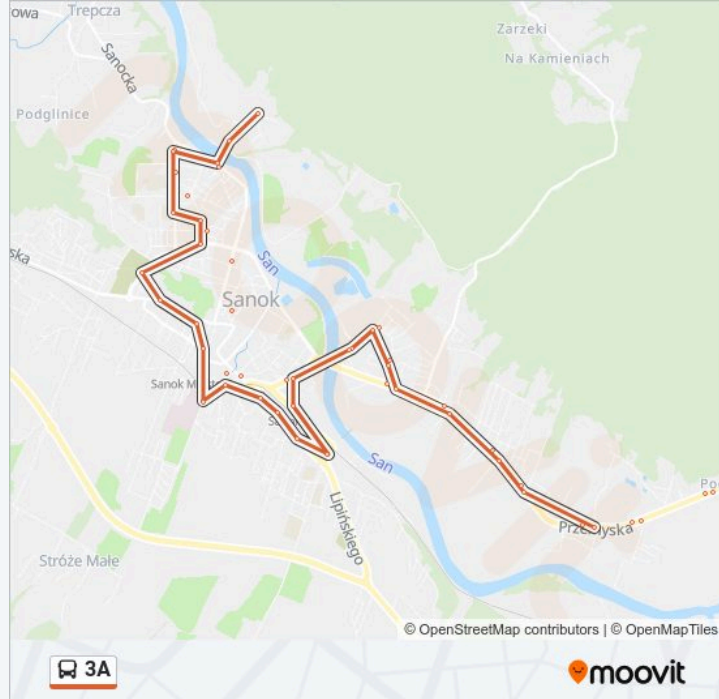 owa
Trepcza
Zarzeki
Sanocka
Na Kamieniach
Podglinice
ska
San
Sanok
Sanok M
San
Lipińskiego
Przemyska
Stróże Małe
© OpenStreetMap contributors | © OpenMapTiles
3A
moovit